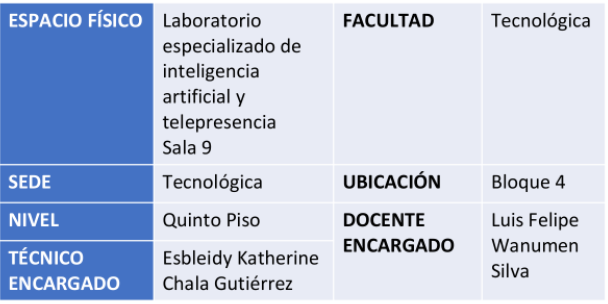 ESPACIO FÍSICO
Laboratorio
especializado de
inteligencia
artificial y
telepresencia
Sala 9
FACULTAD
Tecnológica
SEDE
Tecnológica
UBICACIÓN
Bloque 4
NIVEL
Quinto Piso
DOCENTE
ENCARGADO
Luis Felipe
Wanumen
Silva
TÉCNICO
ENCARGADO
Esbleidy Katherine
Chala Gutiérrez